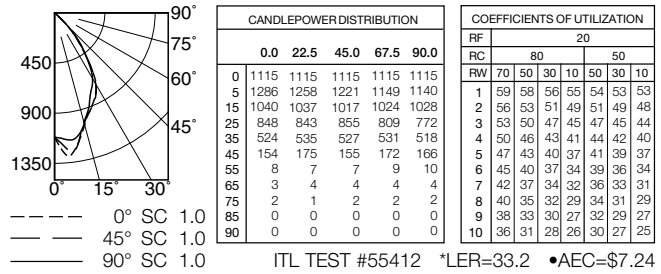 90°
75°
60°
45°
450
900
1350
0° 15° 30°
0° SC 1.0
45° SC 1.0
90° SC 1.0
CANDLEPOWER DISTRIBUTION
0.0 22.5 45.0 67.5 90.0
0 1115 1115 1115 1115 1115
5 1286 1258 1221 1149 1140
15 1040 1037 1017 1024 1028
25 848 843 855 809 772
35 524 535 527 531 518
45 154 175 155 172 166
55 8 7 7 9 10
65 3 4 4 4 4
75 2 1 2 2 2
85 0 0 0 0 0
90 0 0 0 0 0
COEFFICIENTS OF UTILIZATION
RF 20
RC 80 50
RW 70 50 30 10 50 30 10
1 59 58 56 55 54 53 53
2 56 53 51 49 51 49 48
3 53 50 47 45 47 45 44
4 50 46 43 41 44 42 40
5 47 43 40 37 41 39 37
6 45 40 37 34 39 36 34
7 42 37 34 32 36 33 31
8 40 35 32 29 34 31 29
9 38 33 30 27 32 29 27
10 36 31 28 26 30 27 25
ITL TEST #55412 *LER=33.2 •AEC=$7.24